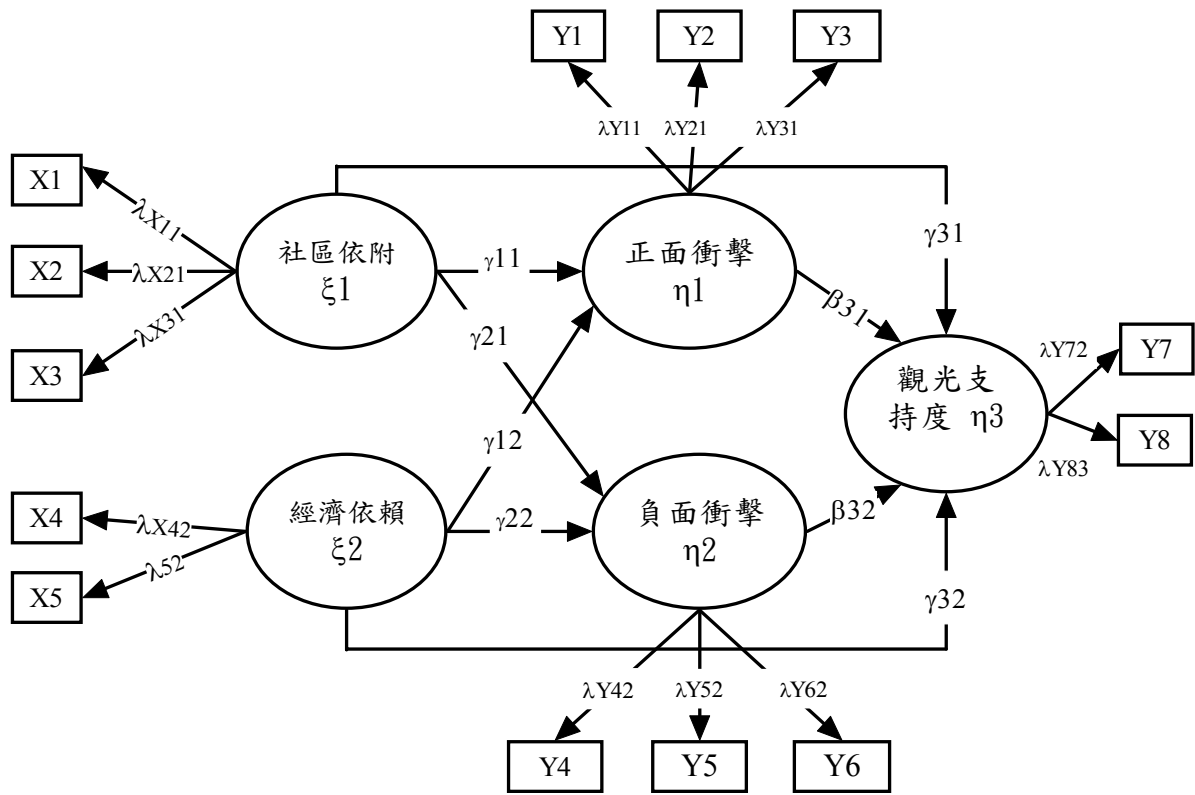 Y1
Y2
Y3
λY11
λY21
λY31
X1
X2
X3
λX11
λX21
λX31
社區依附
ξ1
γ11
正面衝擊
η1
γ31
β31
γ21
觀光支
持度 η3
λY72
Y7
Y8
λY83
γ12
X4
X5
λX42
λ52
經濟依賴
ξ2
γ22
負面衝擊
η2
β32
γ32
λY42
λY52
λY62
Y4
Y5
Y6